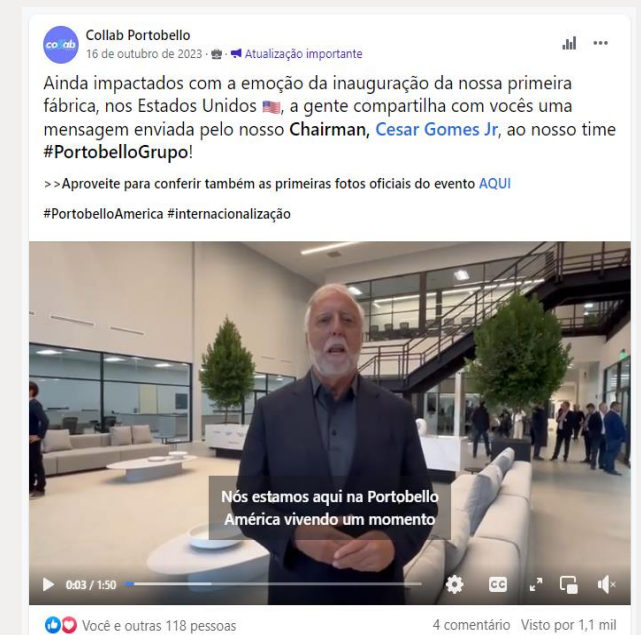 collab
Collab Portobello
16 de outubro de 2023 · · Atualização importante
Ainda impactados com a emoção da inauguração da nossa primeira
fábrica, nos Estados Unidos 🇺🇸, a gente compartilha com vocês uma
mensagem enviada pelo nosso Chairman, Cesar Gomes Jr, ao nosso time
#PortobelloGrupo!
>>Aproveite para conferir também as primeiras fotos oficiais do evento AQUI
#PortobelloAmerica #internacionalização
Nós estamos aqui na Portobello
América vivendo um momento
0:03 / 1:50
CC
Você e outras 118 pessoas
4 comentário Visto por 1,1 mil